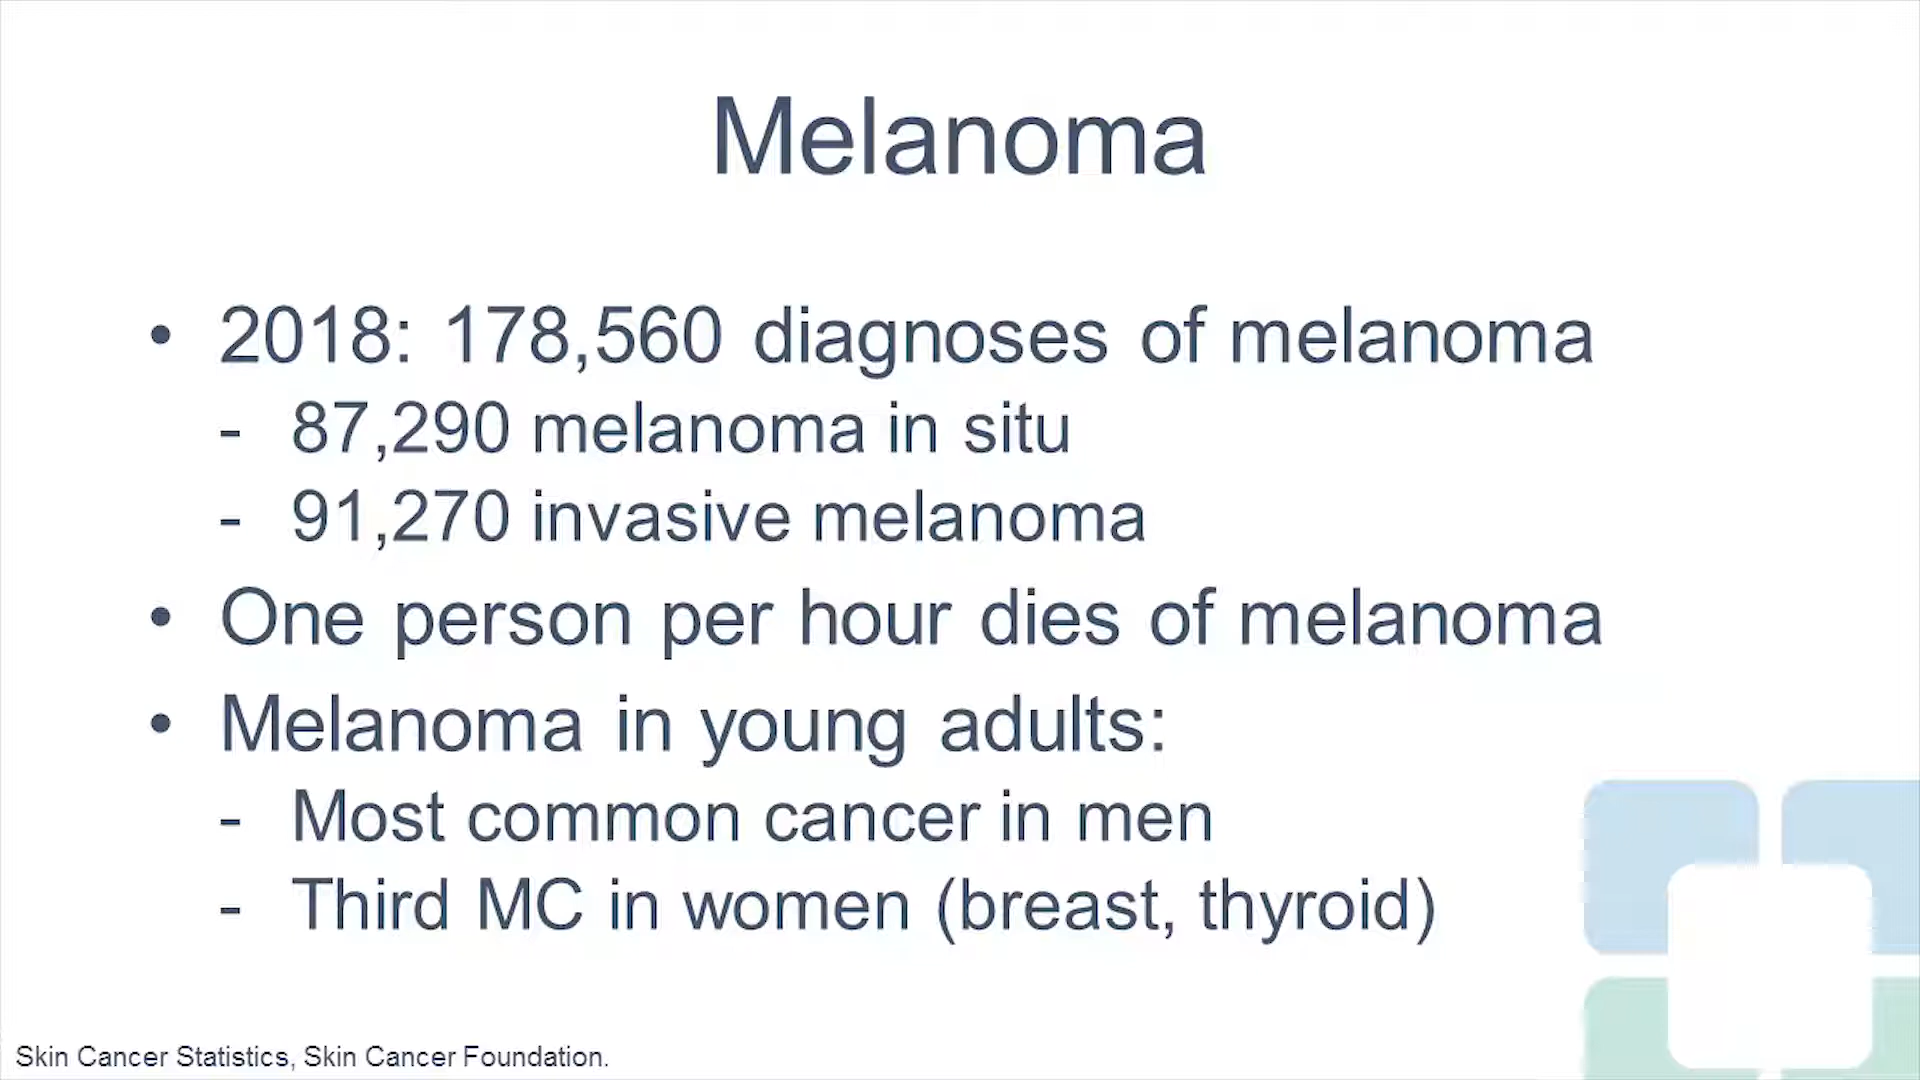 Melanoma
• 2018: 178,560 diagnoses of melanoma
- 87,290 melanoma in situ
- 91,270 invasive melanoma
• One person per hour dies of melanoma
• Melanoma in young adults:
- Most common cancer in men
- Third MC in women (breast, thyroid)
Skin Cancer Statistics, Skin Cancer Foundation.